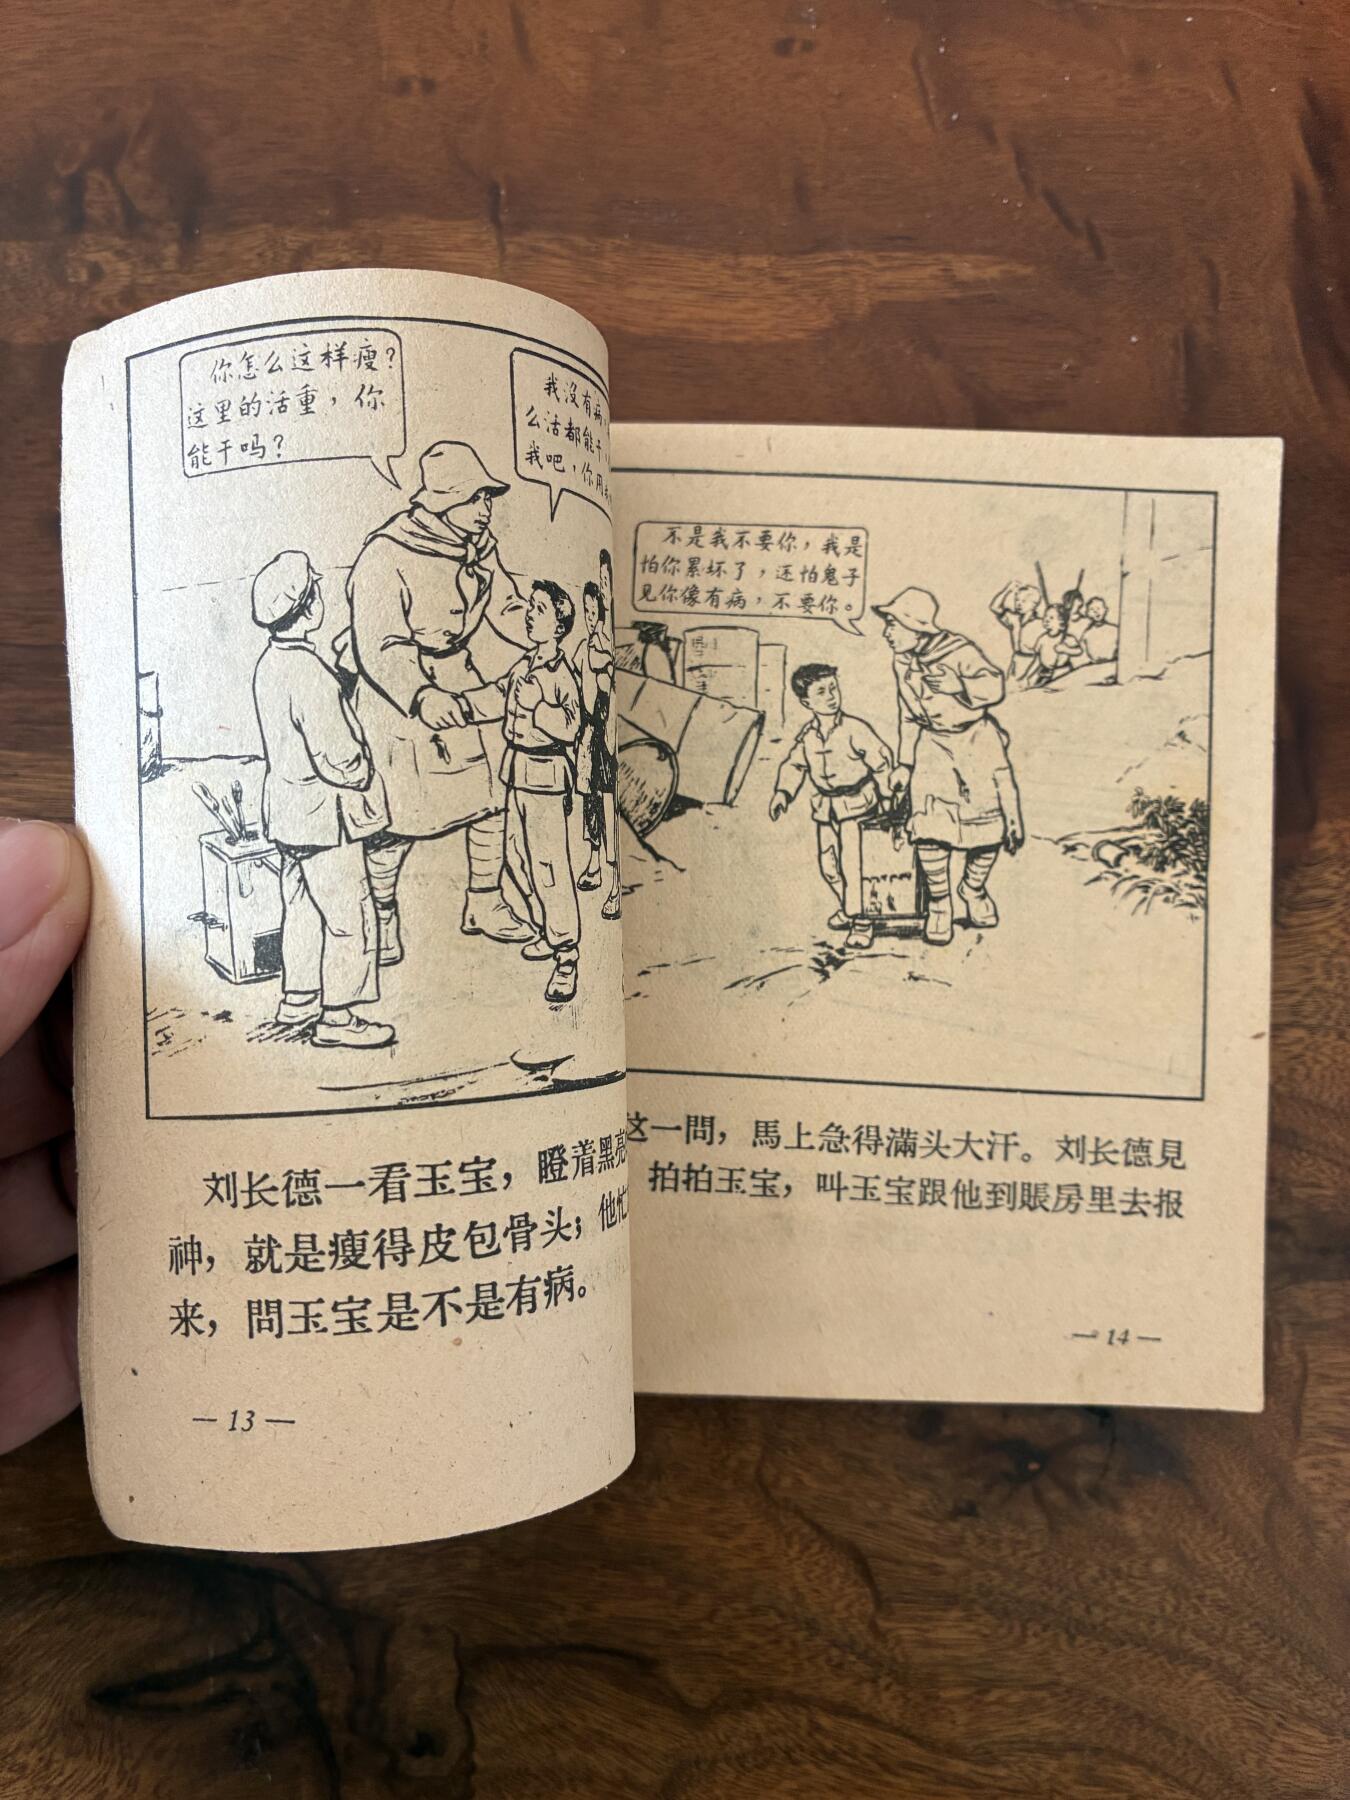 你怎么这样瘦？
这里的活重，你
能干吗？
我没有病，
么活都能干，
我吧，你用
刘长德一看玉宝，瞪着黑亮
神，就是瘦得皮包骨头；他忙
来，問玉宝是不是有病。
— 13 —
不是我不要你，我是
怕你累坏了，还怕鬼子
见你像有病，不要你。
这一問，馬上急得滿头大汗。刘长德見
拍拍玉宝，叫玉宝跟他到賬房里去报
— 14 —